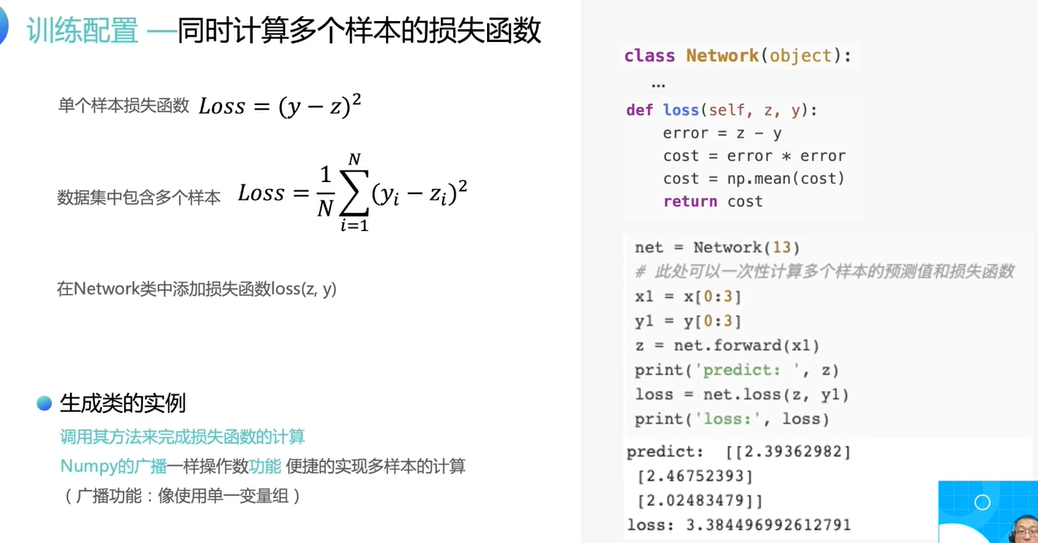 训练配置 —同时计算多个样本的损失函数
单个样本损失函数 Loss = (y − z)²
数据集中包含多个样本 Loss = \frac{1}{N}\sum_{i=1}^{N}(y_i − z_i)²
在Network类中添加损失函数loss(z, y)
生成类的实例
调用其方法来完成损失函数的计算
Numpy的广播一样操作数功能 便捷的实现多样本的计算
（广播功能：像使用单一变量组）
class Network(object):
...
def loss(self, z, y):
error = z - y
cost = error * error
cost = np.mean(cost)
return cost
net = Network(13)
# 此处可以一次性计算多个样本的预测值和损失函数
x1 = x[0:3]
y1 = y[0:3]
z = net.forward(x1)
print('predict: ', z)
loss = net.loss(z, y1)
print('loss:', loss)
predict:  [[2.39362982]
[2.46752393]
[2.02483479]]
loss: 3.384496992612791